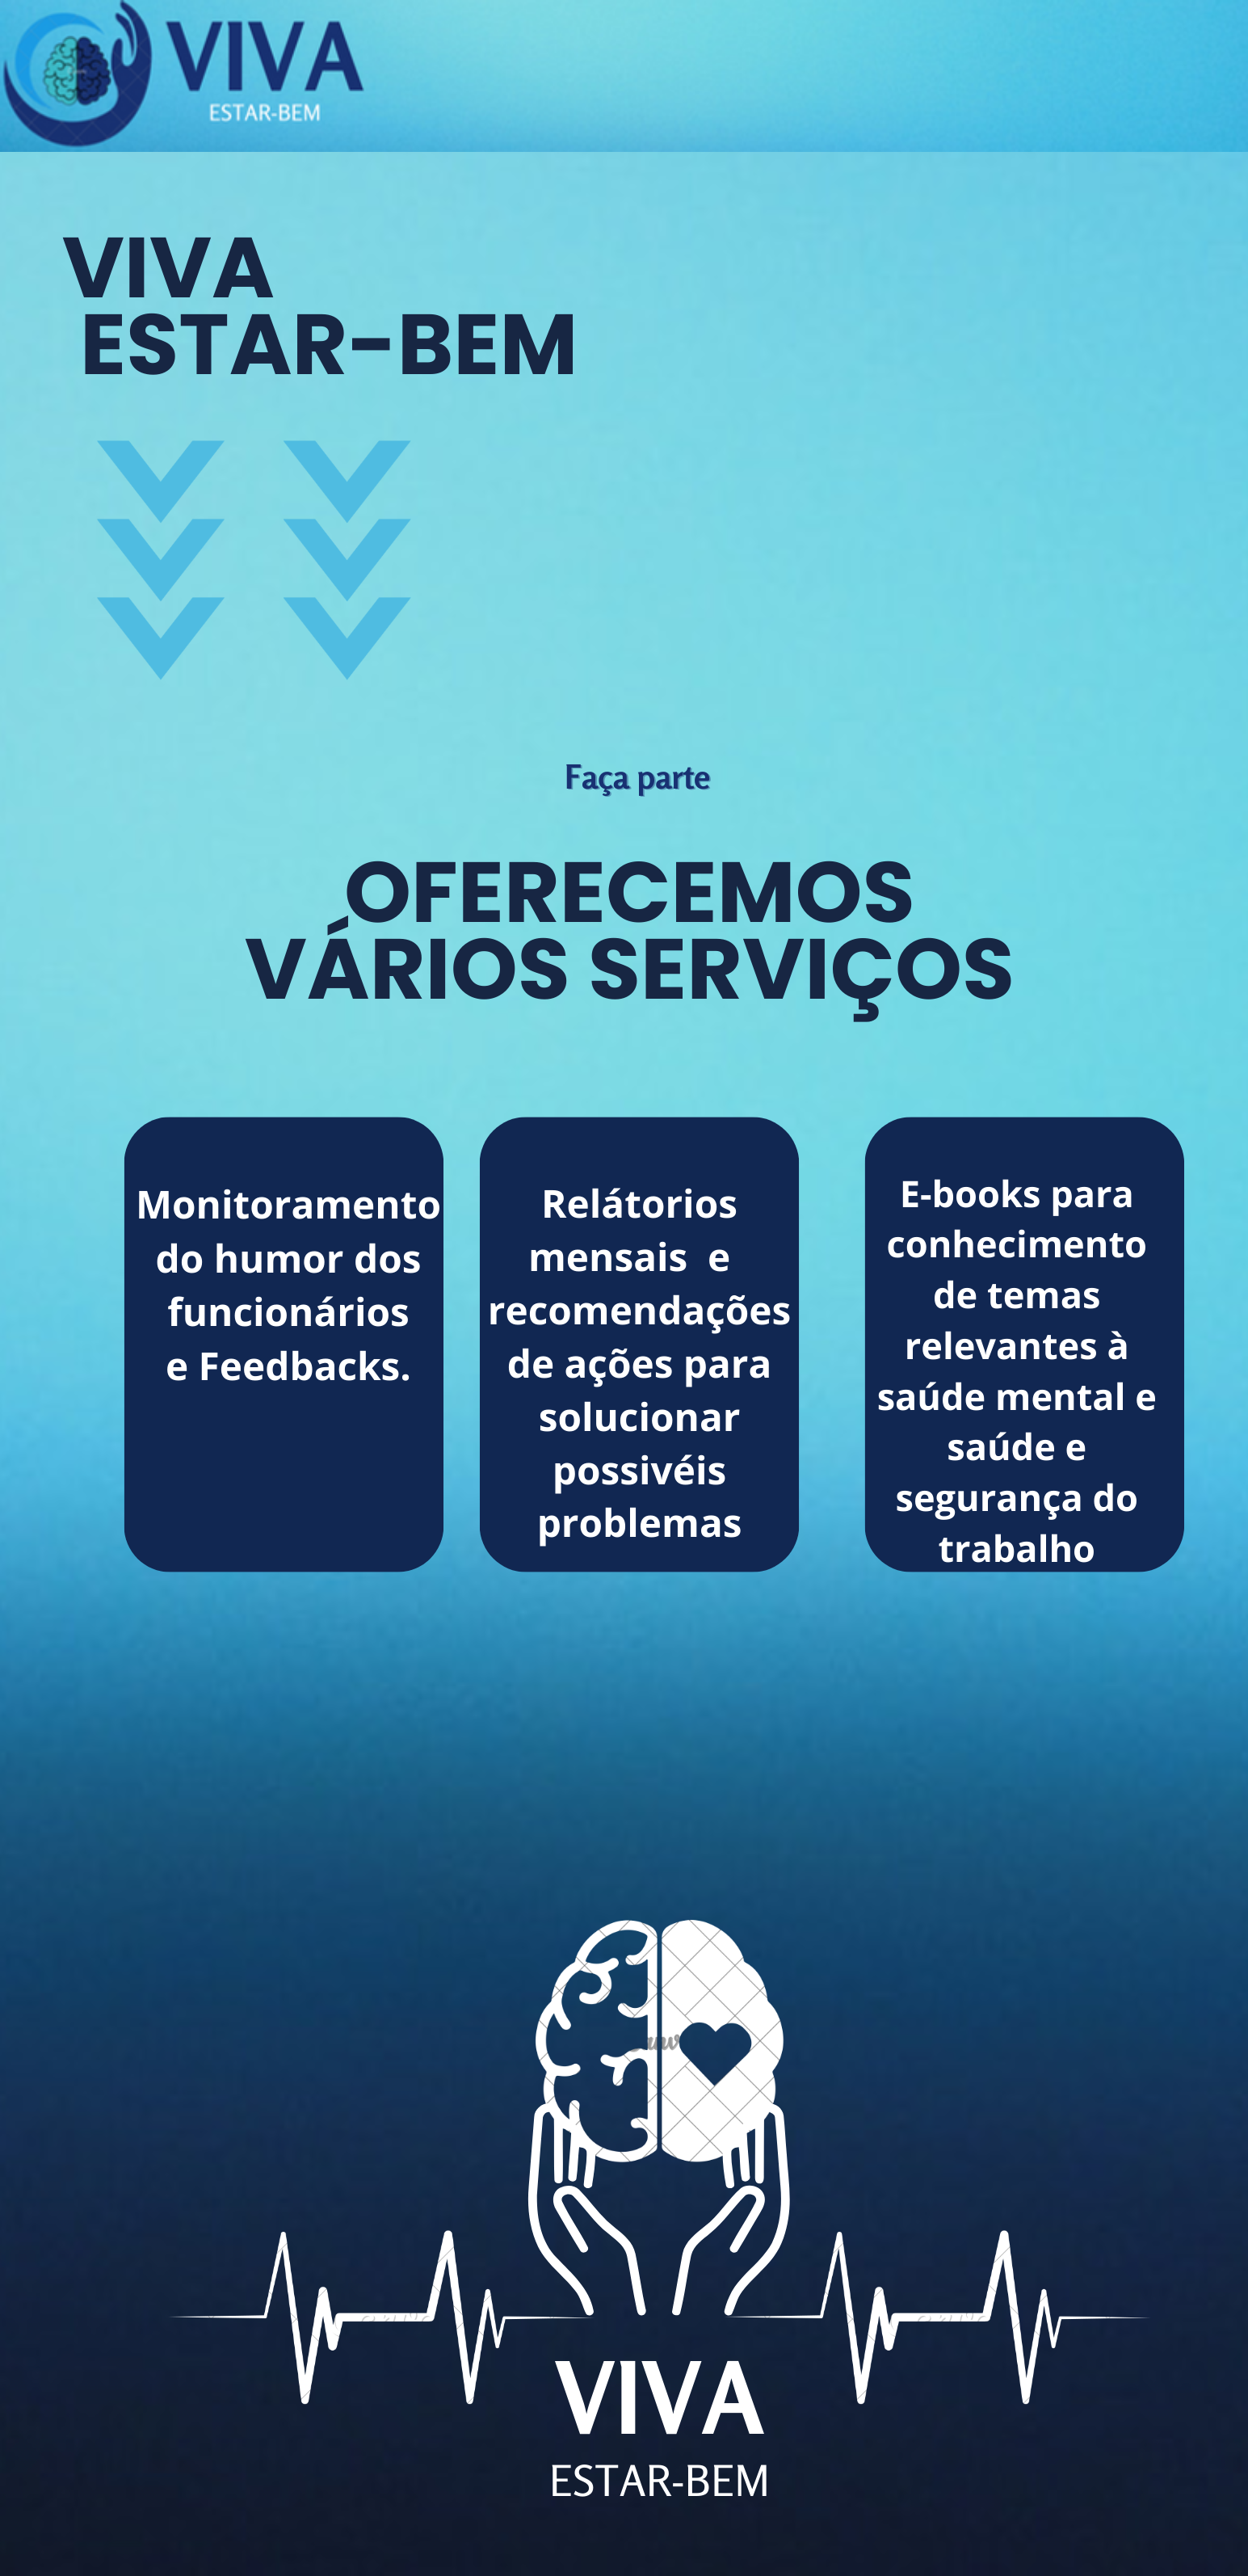 VIVA
ESTAR-BEM
VIVA
ESTAR-BEM
Faça parte
OFERECEMOS
VÁRIOS SERVIÇOS
Monitoramento
do humor dos
funcionários
e Feedbacks.
Relátorios
mensais e
recomendações
de ações para
solucionar
possivéis
problemas
E-books para
conhecimento
de temas
relevantes à
saúde mental e
saúde e
segurança do
trabalho
VIVA
ESTAR-BEM